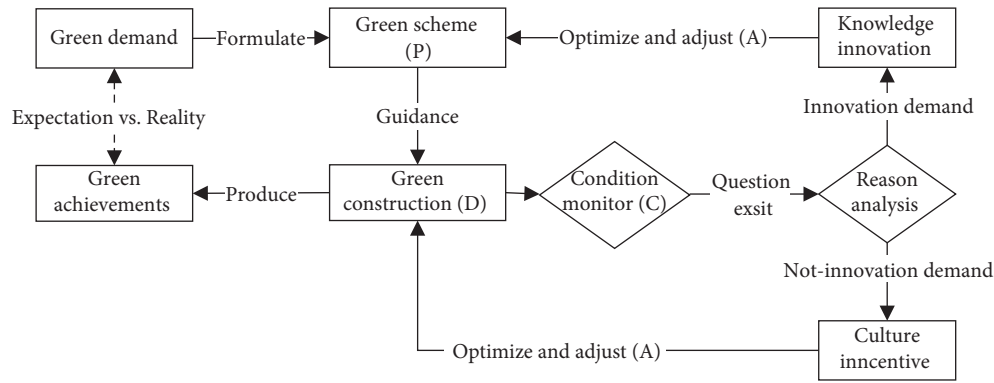 Green demand
Formulate
Green scheme
(P)
Optimize and adjust (A)
Knowledge
innovation
Expectation vs. Reality
Guidance
Innovation demand
Green
achievements
Produce
Green
construction (D)
Condition
monitor (C)
Question
exsit
Reason
analysis
Not-innovation demand
Optimize and adjust (A)
Culture
inncentive